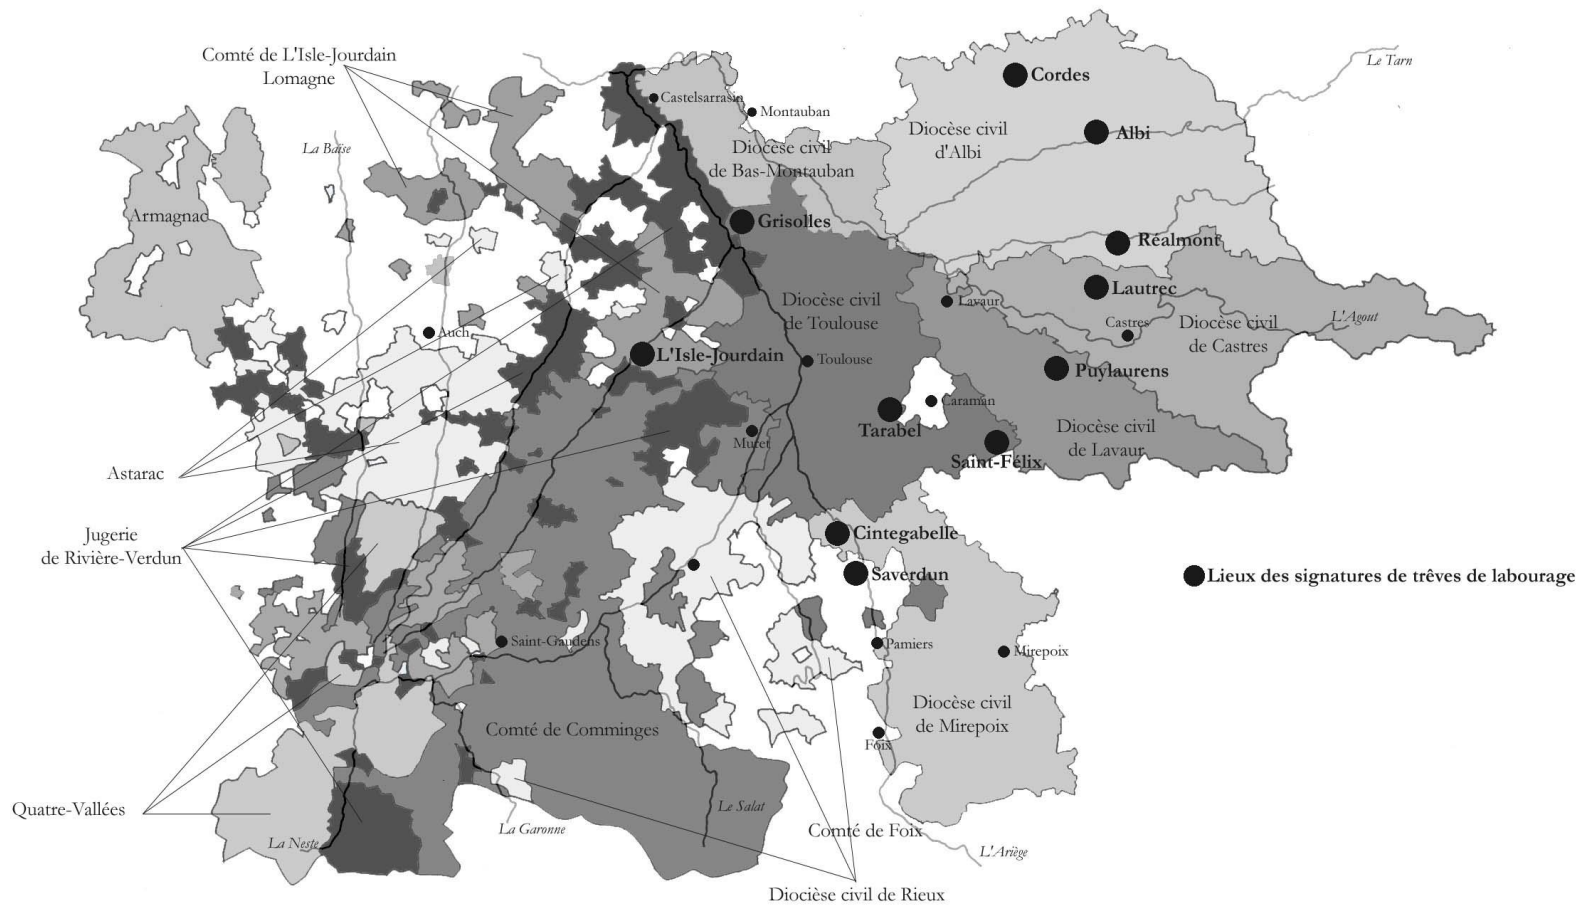 Comté de L'Isle-Jourdain
Lomagne
Le Tarn
Cordes
Castelsarrasin
Montauban
Albi
Diocèse civil
d'Albi
La Baïse
Diocèse civil
de Bas-Montauban
Armagnac
Grisolles
Réalmont
Lautrec
Diocèse civil
de Toulouse
Lavaur
Castres
Diocèse civil
de Castres
L'Agout
Auch
L'Isle-Jourdain
Toulouse
Puylaurens
Caraman
Tarabel
Muret
Diocèse civil
de Lavaur
Saint-Félix
Astarac
Jugerie
de Rivière-Verdun
Cintegabelle
Saverdun
Lieux des signatures de trêves de labourage
Saint-Gaudens
Pamiers
Mirepoix
Diocèse civil
de Mirepoix
Comté de Comminges
Foix
Quatre-Vallées
Le Salat
La Garonne
La Neste
Comté de Foix
L'Ariège
Diocièse civil de Rieux